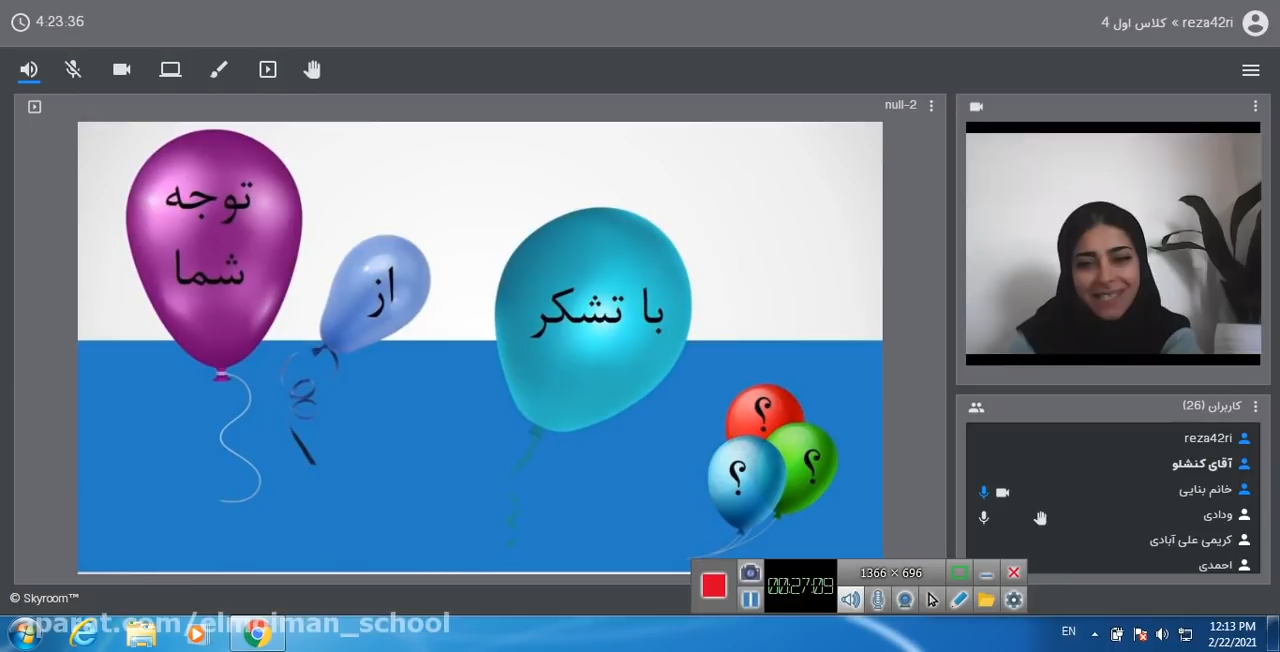 4:23:36
reza42ri » کلاس اول 4
null-2
با تشکر
از
توجه
شما
؟
؟
؟
کاربران (26)
reza42ri
آقای کنشلو
خانم بنایی
ودادی
کریمی علی آبادی
احمدی
© Skyroom™
00:27:09
1366 × 696
aparat.com/elmoiman_school
EN
12:13 PM
2/22/2021